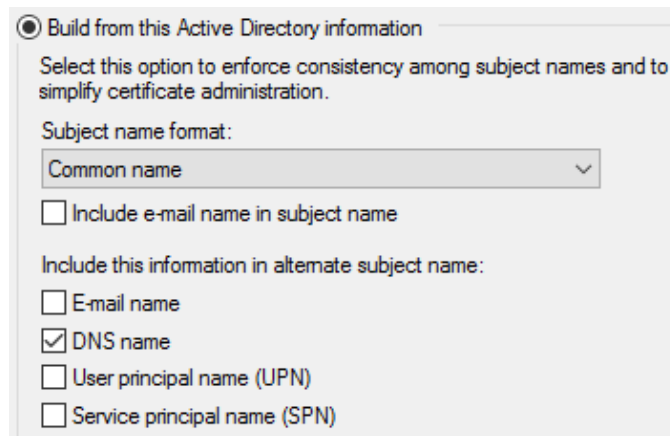 Build from this Active Directory information
Select this option to enforce consistency among subject names and to
simplify certificate administration.
Subject name format:
Common name
Include e-mail name in subject name
Include this information in alternate subject name:
E-mail name
DNS name
User principal name (UPN)
Service principal name (SPN)